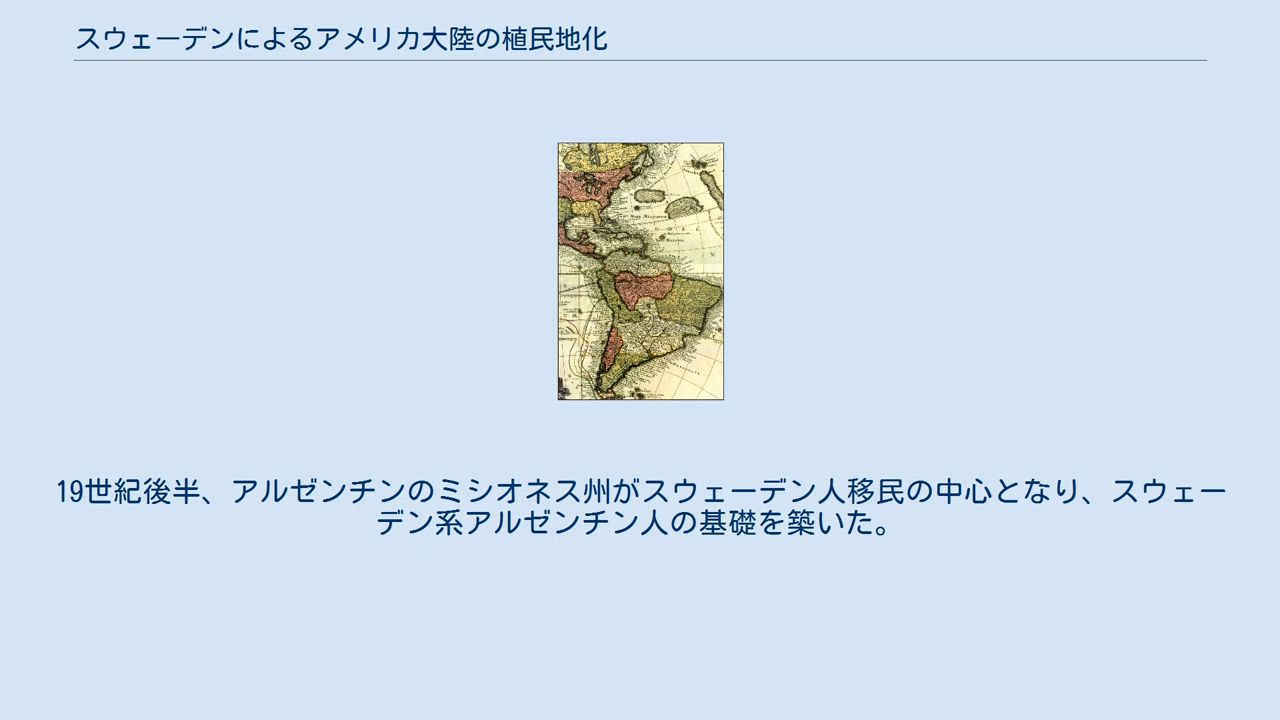 スウェーデンによるアメリカ大陸の植民地化
19世紀後半、アルゼンチンのミシオネス州がスウェーデン人移民の中心となり、スウェー
デン系アルゼンチン人の基礎を築いた。